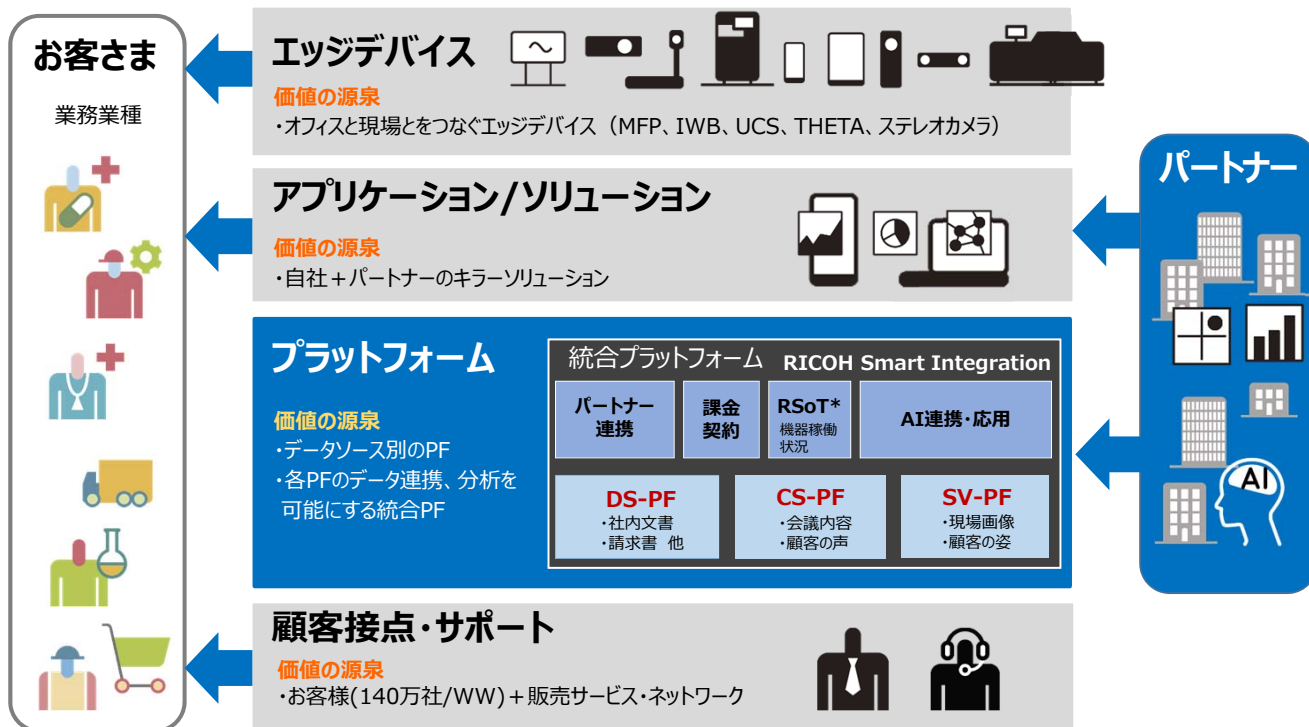 お客さま
業務業種
エッジデバイス
価値の源泉
・オフィスと現場とをつなぐエッジデバイス（MFP、IWB、UCS、THETA、ステレオカメラ）
アプリケーション/ソリューション
価値の源泉
・自社＋パートナーのキラーソリューション
プラットフォーム
価値の源泉
・データソース別のPF
・各PFのデータ連携、分析を
可能にする統合PF
統合プラットフォーム RICOH Smart Integration
パートナー
連携
課金
契約
RSoT*
機器稼働
状況
AI連携・応用
DS-PF
・社内文書
・請求書 他
CS-PF
・会議内容
・顧客の声
SV-PF
・現場画像
・顧客の姿
顧客接点・サポート
価値の源泉
・お客様(140万社/WW)＋販売サービス・ネットワーク
パートナー
AI